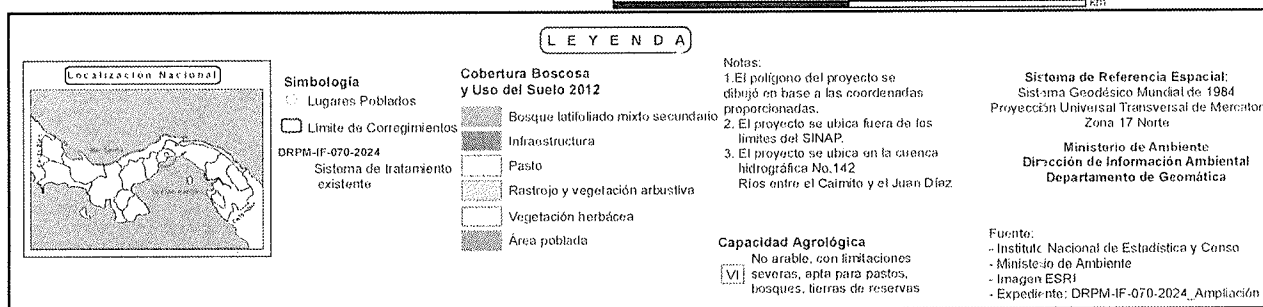 Km
LEYENDA
Localización Nacional
Simbología
Lugares Poblados
Límite de Corregimientos
DRPM-IF-070-2024
Sistema de tratamiento
existente
Cobertura Boscosa
y Uso del Suelo 2012
Bosque latifoliado mixto secundario
Infraestructura
Pasto
Rastrojo y vegetación arbustiva
Vegetación herbácea
Área poblada
Notas:
1.El polígono del proyecto se
dibujó en base a las coordenadas
proporcionadas.
2. El proyecto se ubica fuera de los
límites del SINAP.
3. El proyecto se ubica en la cuenca
hidrográfica No.142
Ríos entre el Caimito y el Juan Díaz
Capacidad Agrológica
VI
No arable, con limitaciones
severas, apta para pastos,
bosques, tierras de reservas
Sistema de Referencia Espacial:
Sistema Geodésico Mundial de 1984
Proyección Universal Transversal de Mercator
Zona 17 Norte
Ministerio de Ambiente
Dirección de Información Ambiental
Departamento de Geomática
Fuente:
- Instituto Nacional de Estadística y Censo
- Ministerio de Ambiente
- Imagen ESRI
- Expediente: DRPM-IF-070-2024_Ampliación